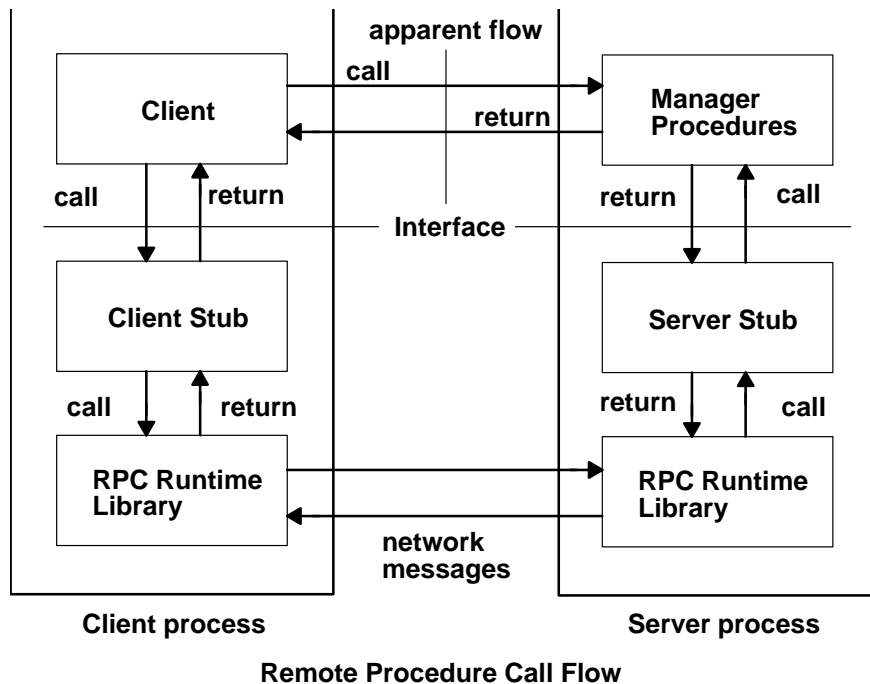 apparent flow
call
Client
Manager
Procedures
return
call
return
return
call
Interface
Client Stub
Server Stub
call
return
return
call
RPC Runtime
Library
RPC Runtime
Library
network
messages
Client process
Server process
Remote Procedure Call Flow